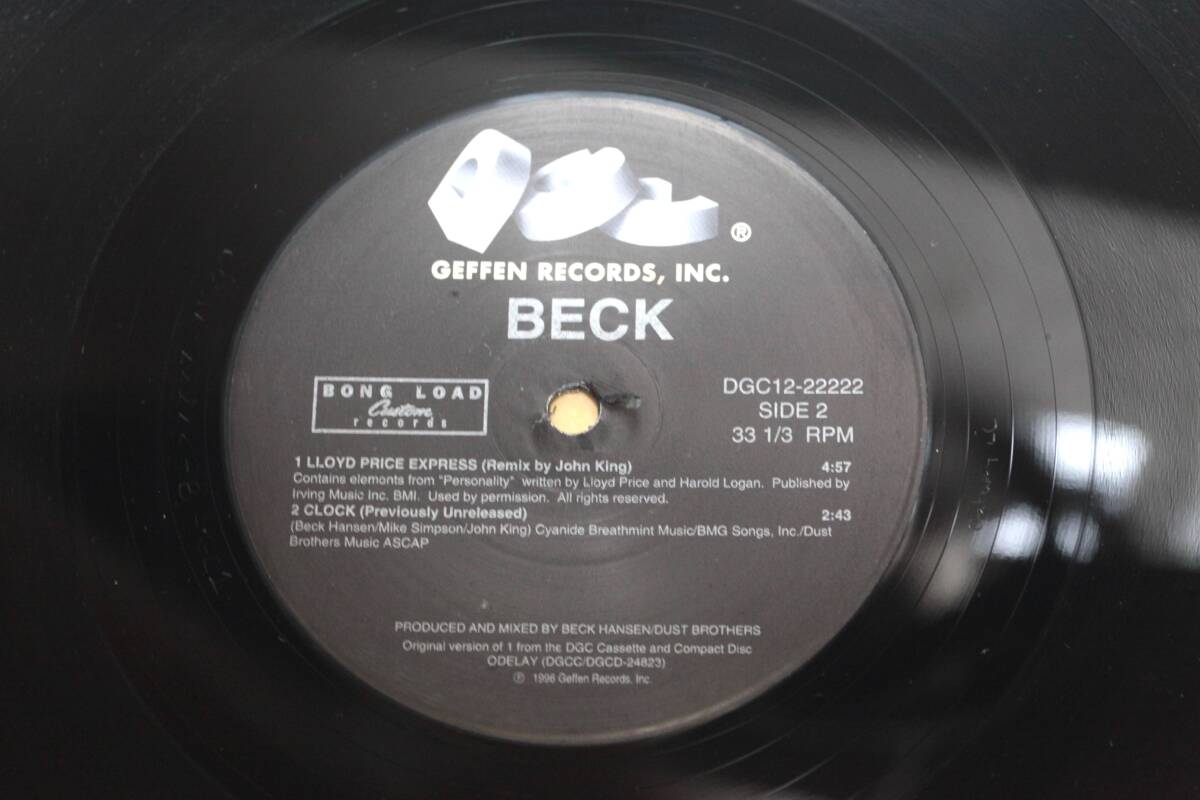 DGC®
GEFFEN RECORDS, INC.
BECK
BONG LOAD
Custom
records
DGC12-22222
SIDE 2
33 1/3 RPM
1 LLOYD PRICE EXPRESS (Remix by John King) 4:57
Contains elements from "Personality" written by Lloyd Price and Harold Logan. Published by
Irving Music Inc. BMI. Used by permission. All rights reserved.
2 CLOCK (Previously Unreleased) 2:43
(Beck Hansen/Mike Simpson/John King) Cyanide Breathmint Music/BMG Songs, Inc./Dust
Brothers Music ASCAP
PRODUCED AND MIXED BY BECK HANSEN/DUST BROTHERS
Original version of 1 from the DGC Cassette and Compact Disc
ODELAY (DGCC/DGCD-24823)
℗ 1996 Geffen Records, Inc.